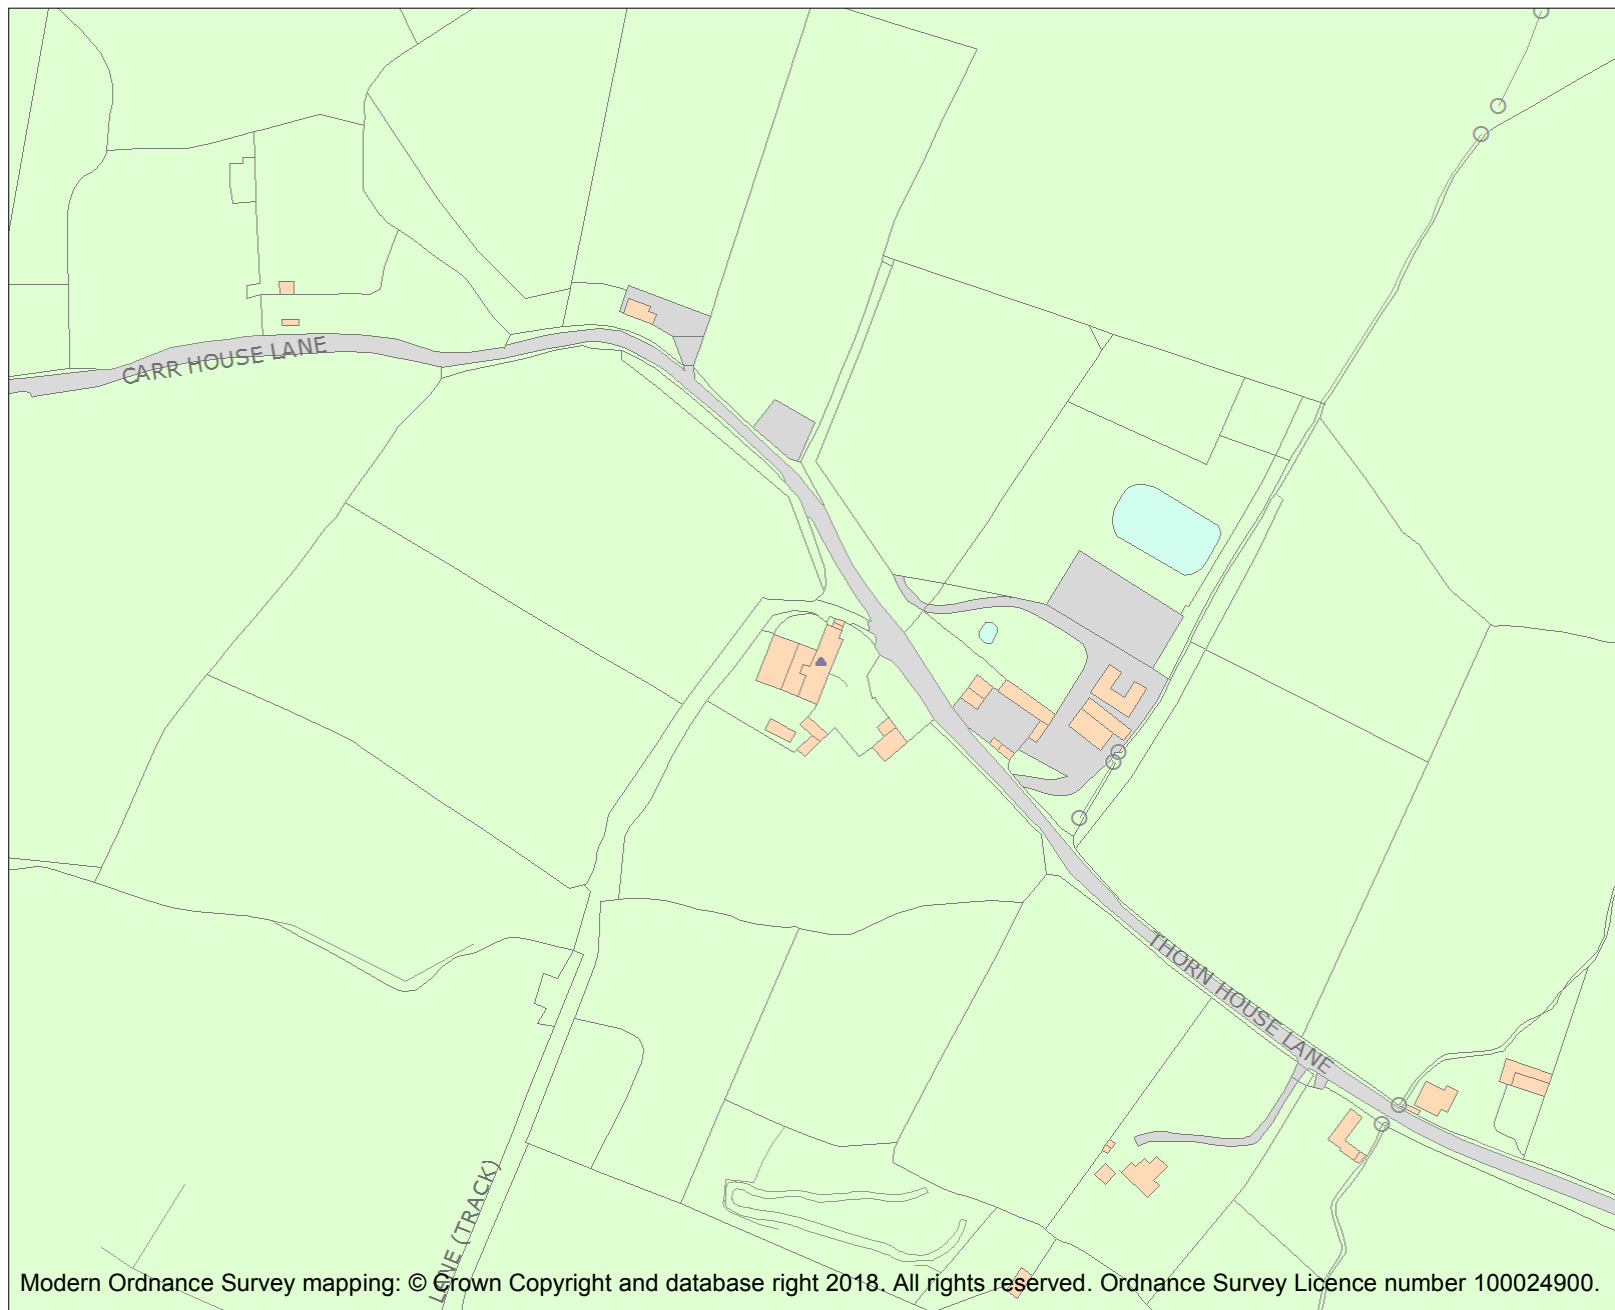 CARR HOUSE LANE
THORN HOUSE LANE
LANE (TRACK)
Modern Ordnance Survey mapping: © Crown Copyright and database right 2018. All rights reserved. Ordnance Survey Licence number 100024900.